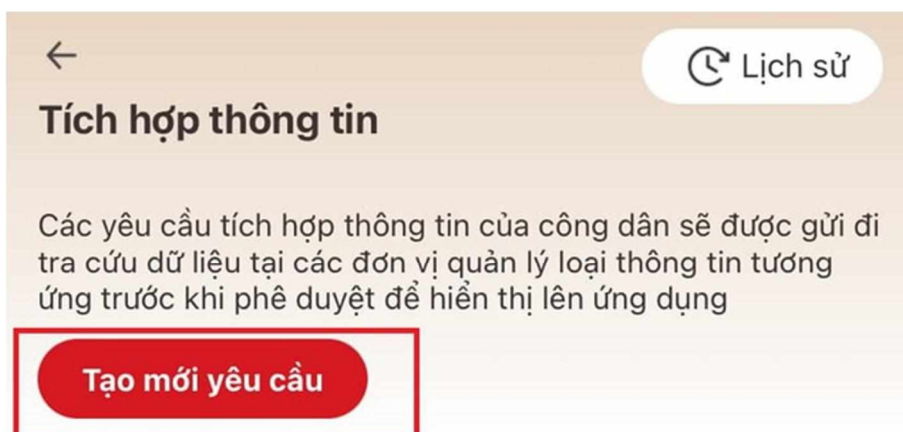 Lịch sử
Tích hợp thông tin
Các yêu cầu tích hợp thông tin của công dân sẽ được gửi đi
tra cứu dữ liệu tại các đơn vị quản lý loại thông tin tương
ứng trước khi phê duyệt để hiển thị lên ứng dụng
Tạo mới yêu cầu